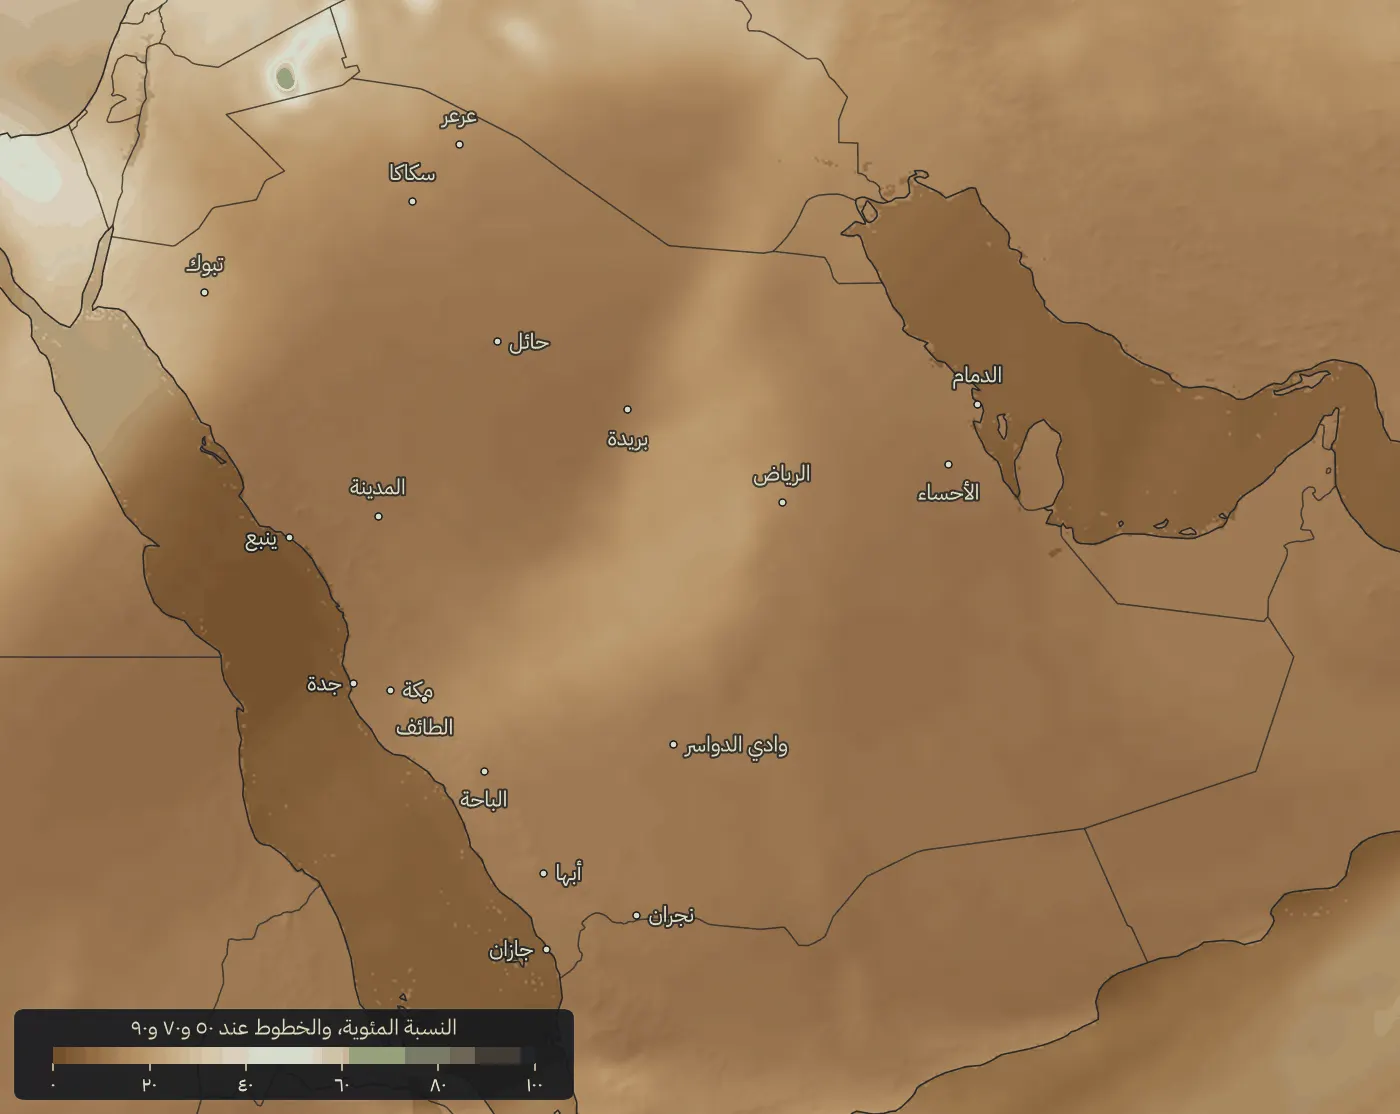 عرعر
سكاكا
تبوك
حائل
الدمام
بريدة
الرياض
المدينة
الأحساء
ينبع
جدة
مكة
الطائف
وادي الدواسر
الباحة
أبها
نجران
جازان
النسبة المئوية، والخطوط عند ٥٠ و٧٠ و٩٠
٠ ٢٠ ٤٠ ٦٠ ٨٠ ١٠٠